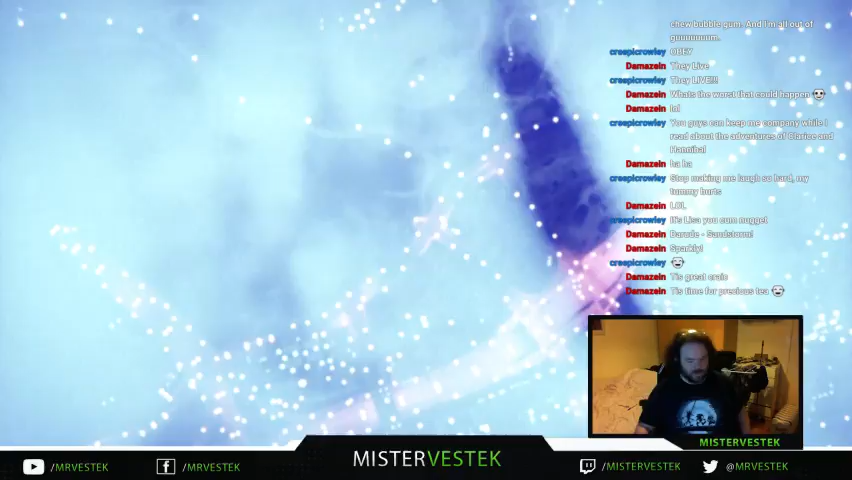 chew bubble gum. And I'm all out of
guuuuuum.
creepicrowley OBEY
Damazein They Live
creepicrowley They LIVE!!!
Damazein Whats the worst that could happen
Damazein lol
creepicrowley You guys can keep me company while I
read about the adventures of Clarice and
Hannibal
Damazein ha ha
creepicrowley Stop making me laugh so hard, my
tummy hurts
Damazein LUL
creepicrowley It's Lisa you cum nugget
Damazein Darude - Sandstorm!
Damazein Sparkly!
creepicrowley
Damazein Tis great craic
Damazein Tis time for precious tea
MISTERVESTEK
/MRVESTEK
/MRVESTEK
MISTERVESTEK
/MISTERVESTEK
@MRVESTEK